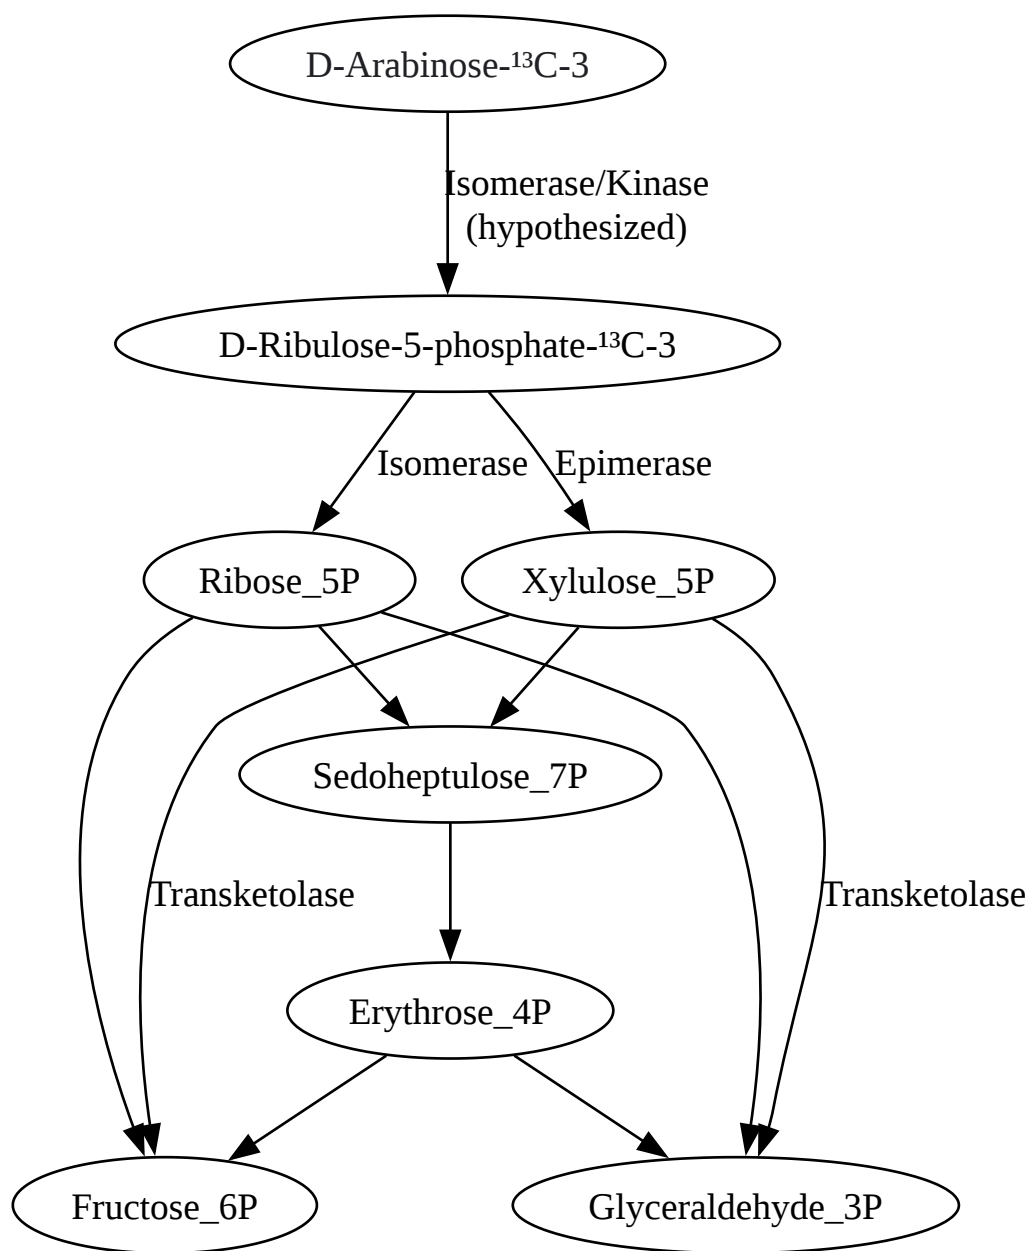 D-Arabinose-¹³C-3
Isomerase/Kinase
(hypothesized)
D-Ribulose-5-phosphate-¹³C-3
Isomerase
Epimerase
Ribose_5P
Xylulose_5P
Sedoheptulose_7P
Transketolase
Transketolase
Erythrose_4P
Fructose_6P
Glyceraldehyde_3P